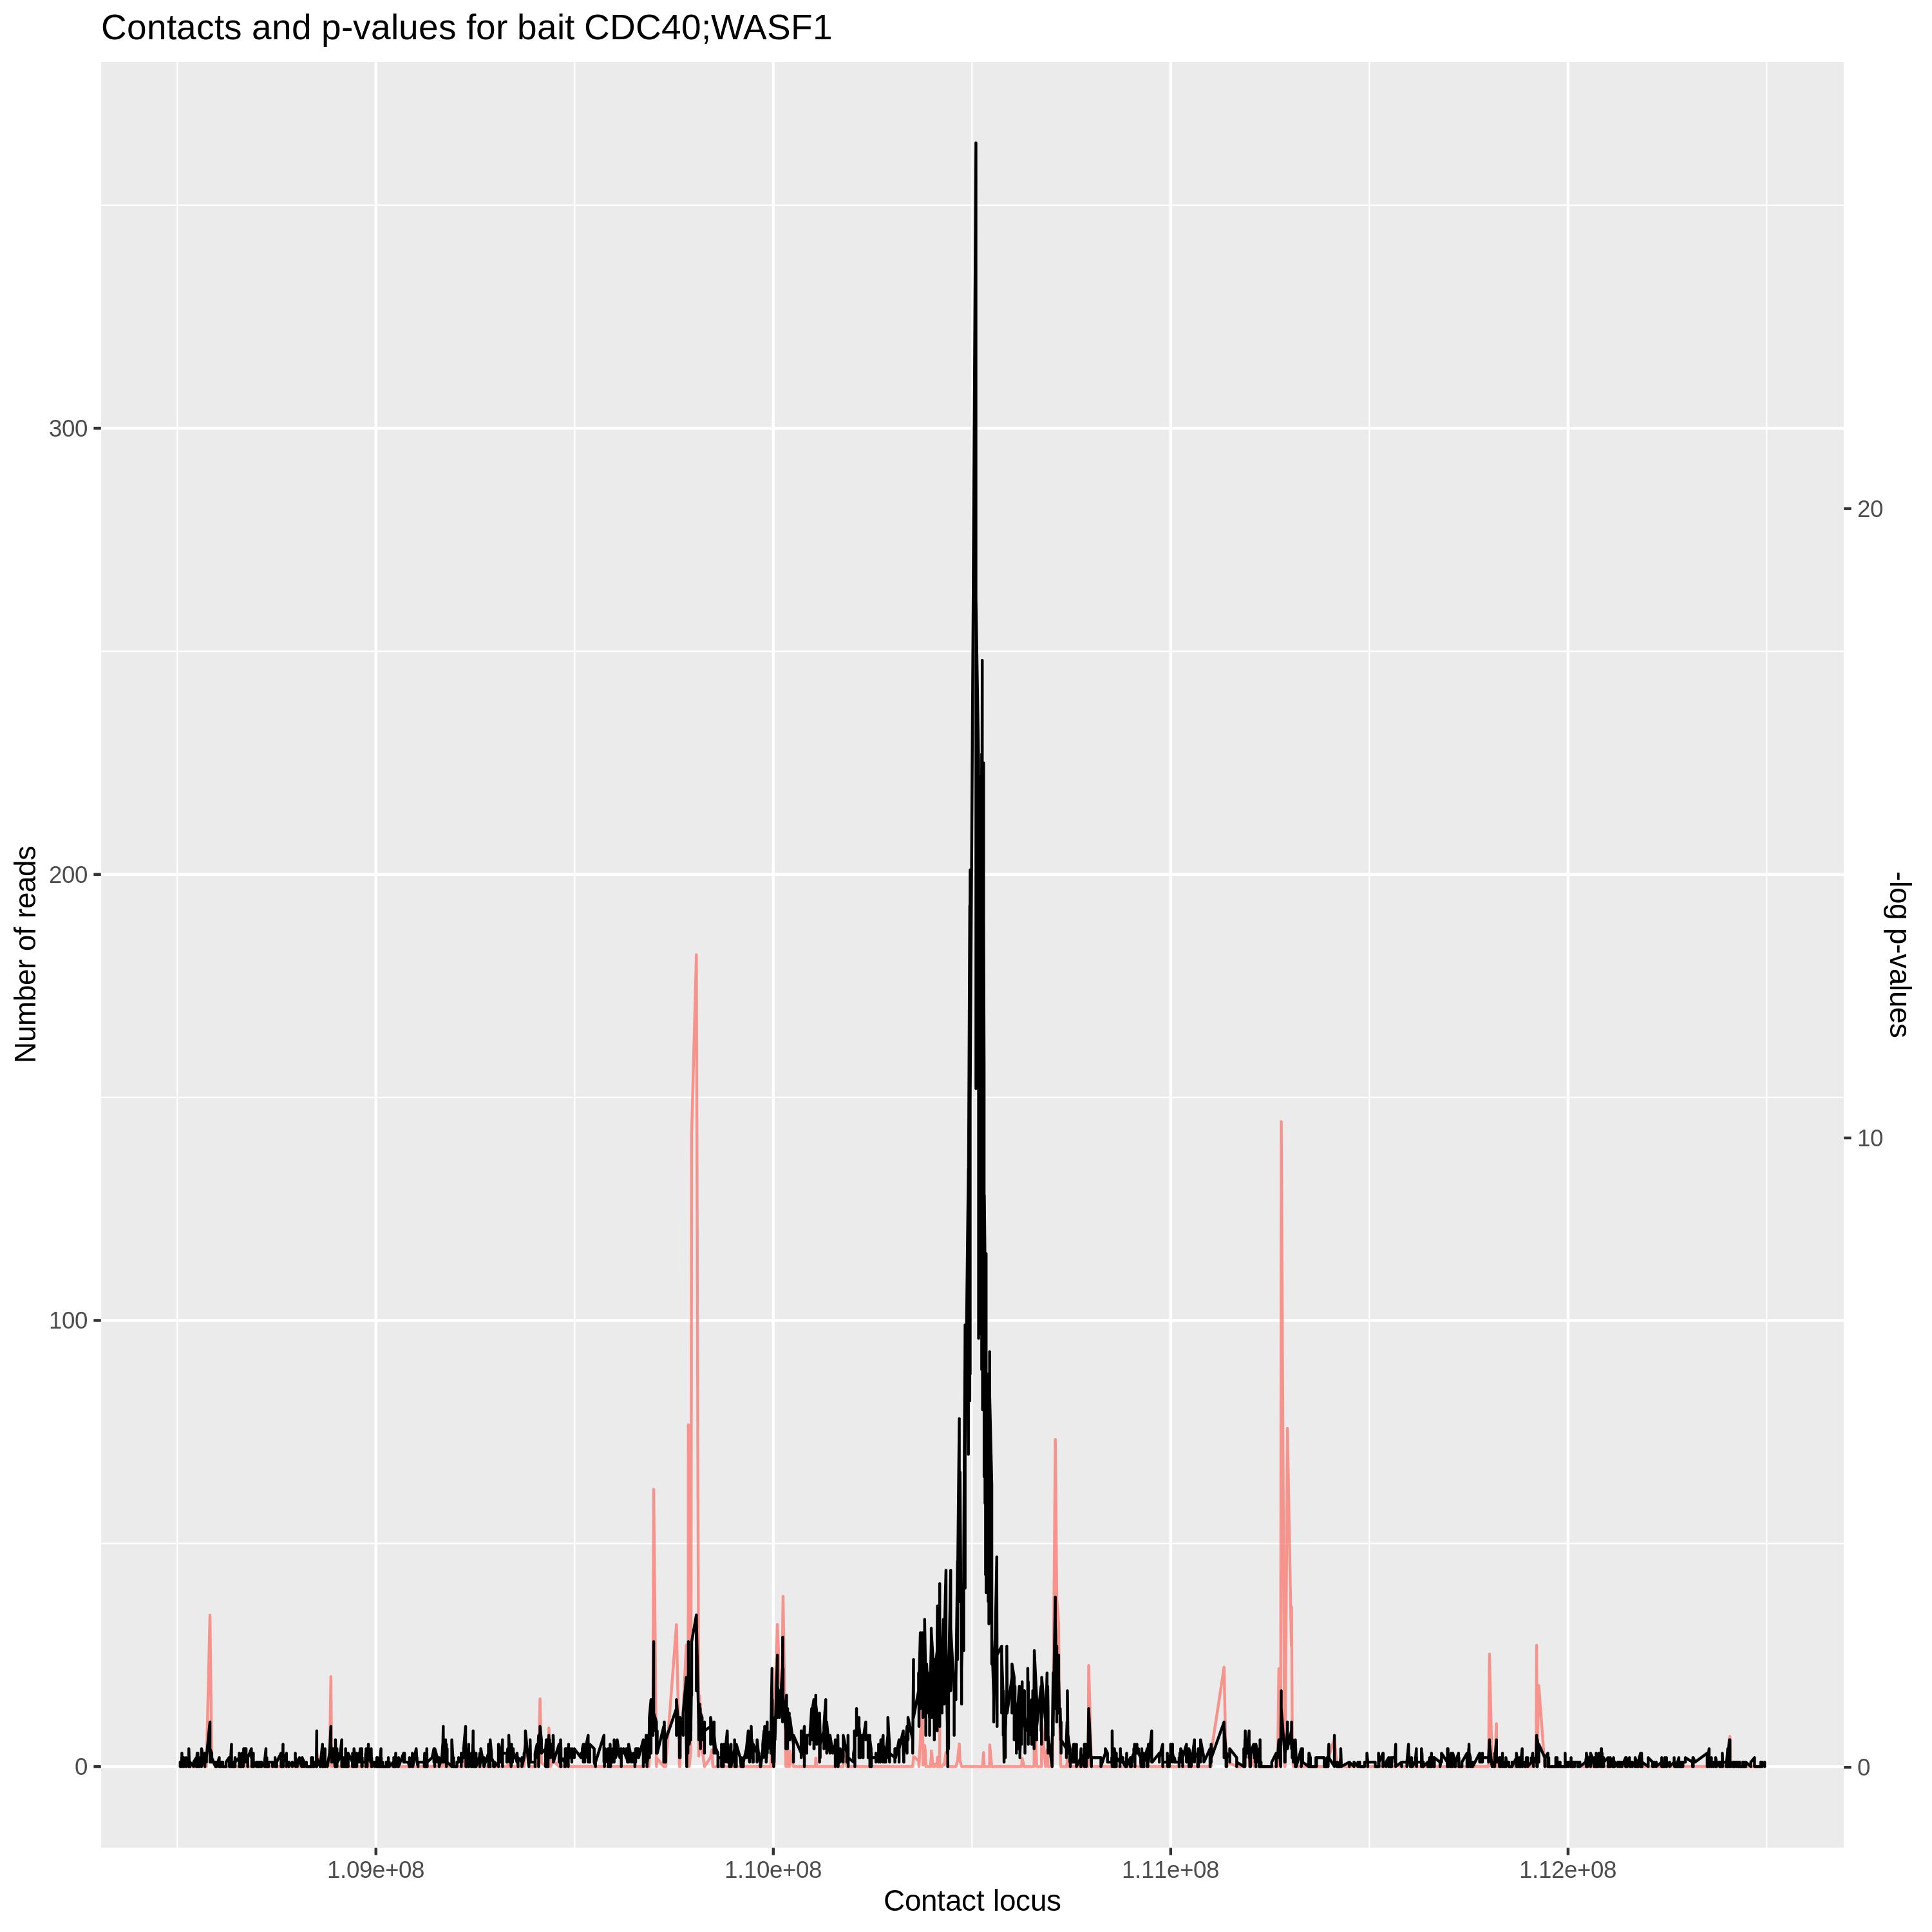 Contacts and p-values for bait CDC40;WASF1
300
200
100
0
Number of reads
20
10
0
-log p-values
1.09e+08
1.10e+08
1.11e+08
1.12e+08
Contact locus